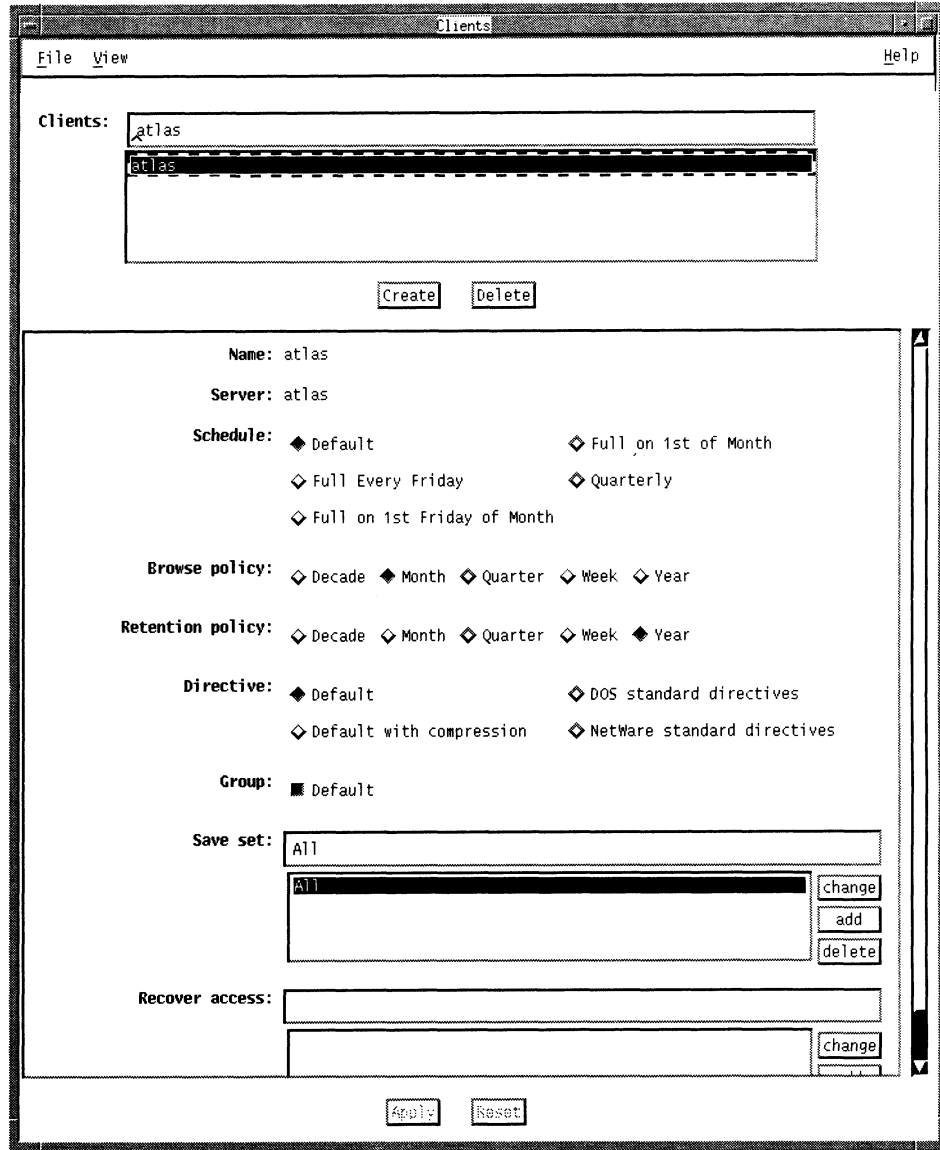 Clients
File View Help
Clients: atlas
atlas
Create Delete
Name: atlas
Server: atlas
Schedule: Default Full on 1st of Month
Full Every Friday Quarterly
Full on 1st Friday of Month
Browse policy: Decade Month Quarter Week Year
Retention policy: Decade Month Quarter Week Year
Directive: Default DOS standard directives
Default with compression NetWare standard directives
Group: Default
Save set: All
All change
add
delete
Recover access:
change
Apply Reset